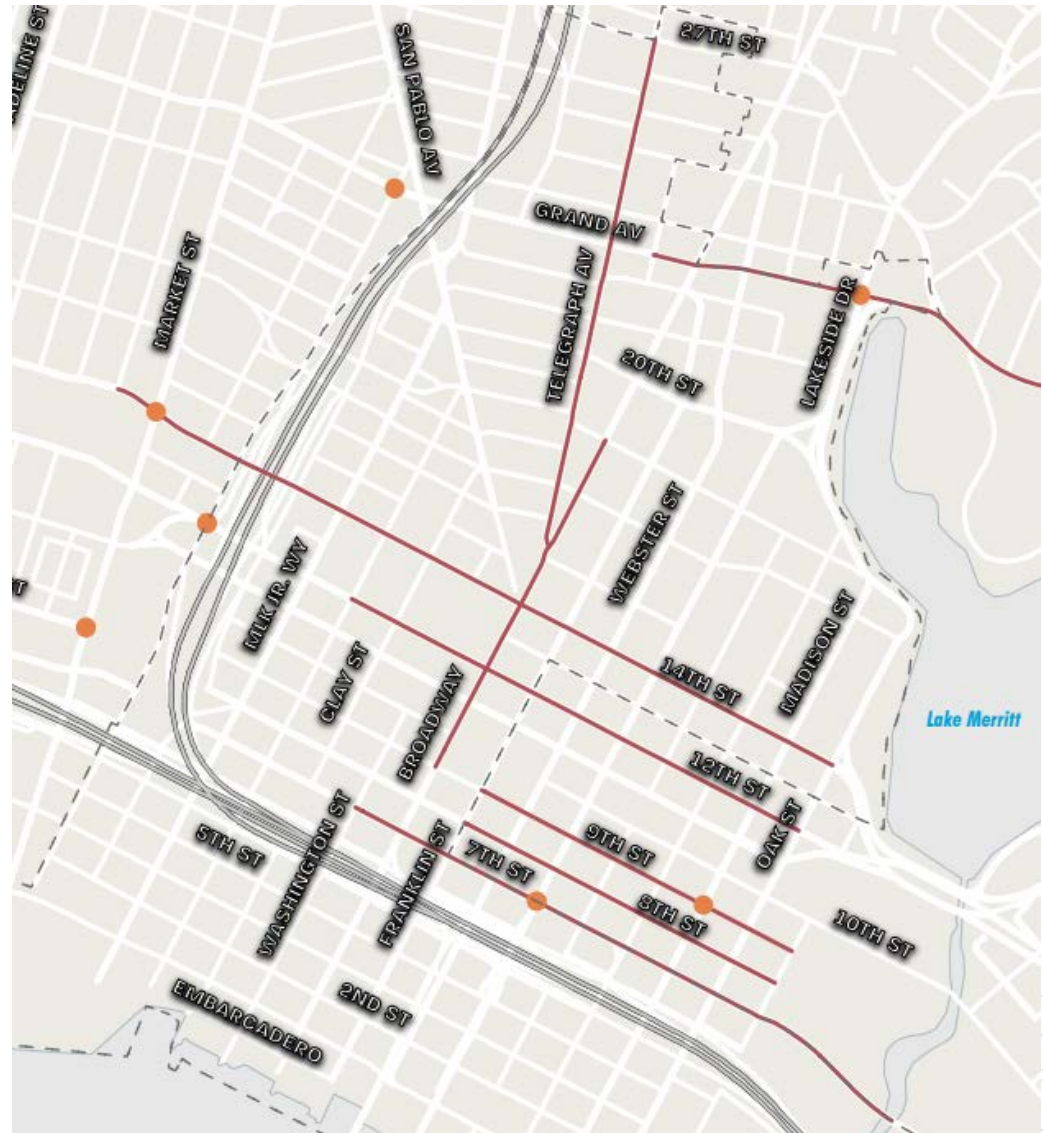 ADELINE ST
SAN PABLO AV
27TH ST
GRAND AV
MARKET ST
TELEGRAPH AV
LAKESIDE DR
20TH ST
WEBSTER ST
MLK JR. WY
MADISON ST
CLAY ST
14TH ST
BROADWAY
Lake Merritt
12TH ST
OAK ST
5TH ST
WASHINGTON ST
FRANKLIN ST
7TH ST
9TH ST
8TH ST
10TH ST
2ND ST
EMBARCADERO